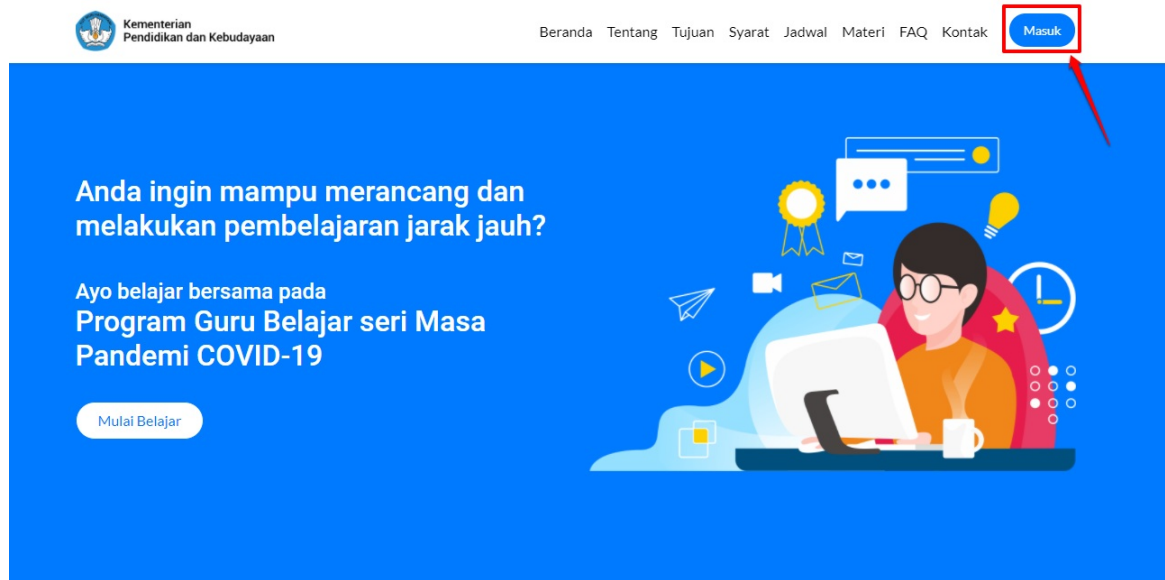 Kementerian
Pendidikan dan Kebudayaan
Beranda Tentang Tujuan Syarat Jadwal Materi FAQ Kontak Masuk
Anda ingin mampu merancang dan
melakukan pembelajaran jarak jauh?
Ayo belajar bersama pada
Program Guru Belajar seri Masa
Pandemi COVID-19
Mulai Belajar